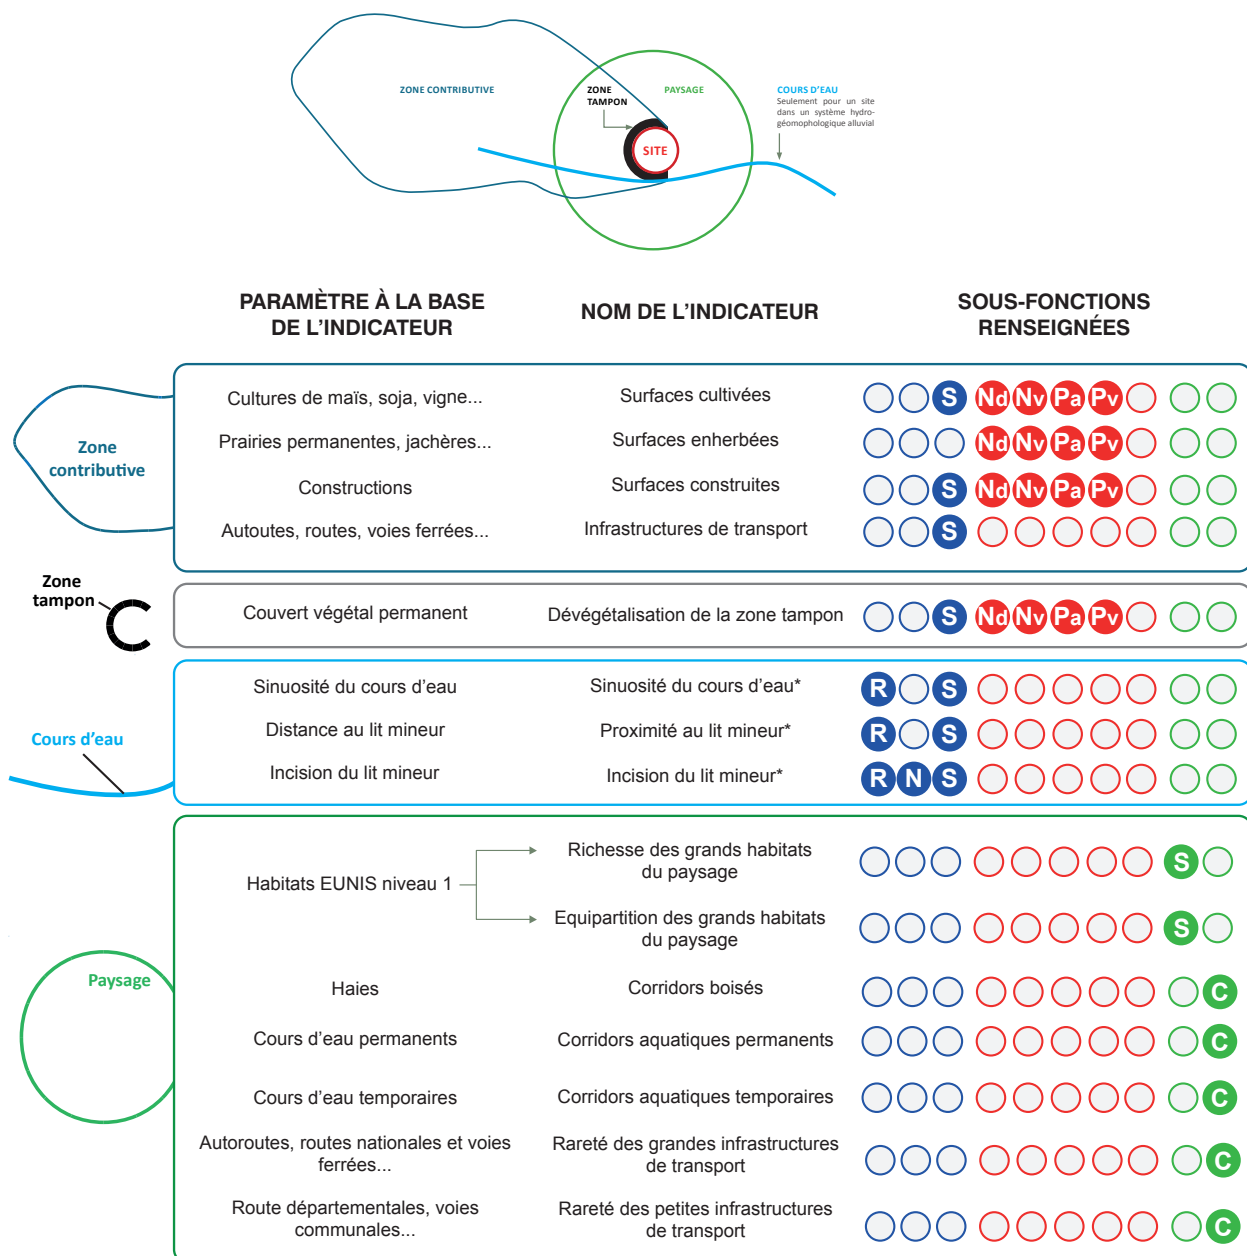 ZONE CONTRIBUTIVE
ZONE
TAMPON
PAYSAGE
COURS D'EAU
Seulement pour un site
dans un système hydro-
géomophologique alluvial
SITE
PARAMÈTRE À LA BASE
DE L'INDICATEUR
NOM DE L'INDICATEUR
SOUS-FONCTIONS
RENSEIGNÉES
Zone
contributive
Cultures de maïs, soja, vigne...
Surfaces cultivées
S Nd Nv Pa Pv
Prairies permanentes, jachères...
Surfaces enherbées
Nd Nv Pa Pv
Constructions
Surfaces construites
S Nd Nv Pa Pv
Autoutes, routes, voies ferrées...
Infrastructures de transport
S
Zone
tampon
Couvert végétal permanent
Dévégétalisation de la zone tampon
S Nd Nv Pa Pv
Cours d'eau
Sinuosité du cours d'eau
Sinuosité du cours d'eau*
R S
Distance au lit mineur
Proximité au lit mineur*
R S
Incision du lit mineur
Incision du lit mineur*
R N S
Paysage
Habitats EUNIS niveau 1
Richesse des grands habitats
du paysage
S
Equipartition des grands habitats
du paysage
S
Haies
Corridors boisés
C
Cours d'eau permanents
Corridors aquatiques permanents
C
Cours d'eau temporaires
Corridors aquatiques temporaires
C
Autoroutes, routes nationales et voies
ferrées...
Rareté des grandes infrastructures
de transport
C
Route départementales, voies
communales...
Rareté des petites infrastructures
de transport
C